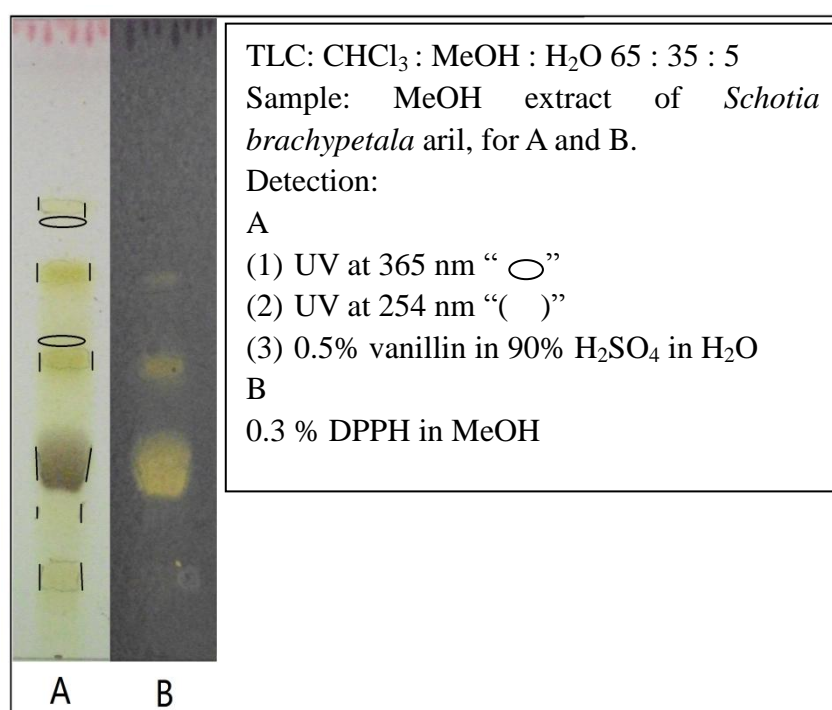 TLC: CHCl₃ : MeOH : H₂O 65 : 35 : 5
Sample: MeOH extract of Schotia
brachypetala aril, for A and B.
Detection:
A
(1) UV at 365 nm “ ”
(2) UV at 254 nm “( )”
(3) 0.5% vanillin in 90% H₂SO₄ in H₂O
B
0.3 % DPPH in MeOH
A B